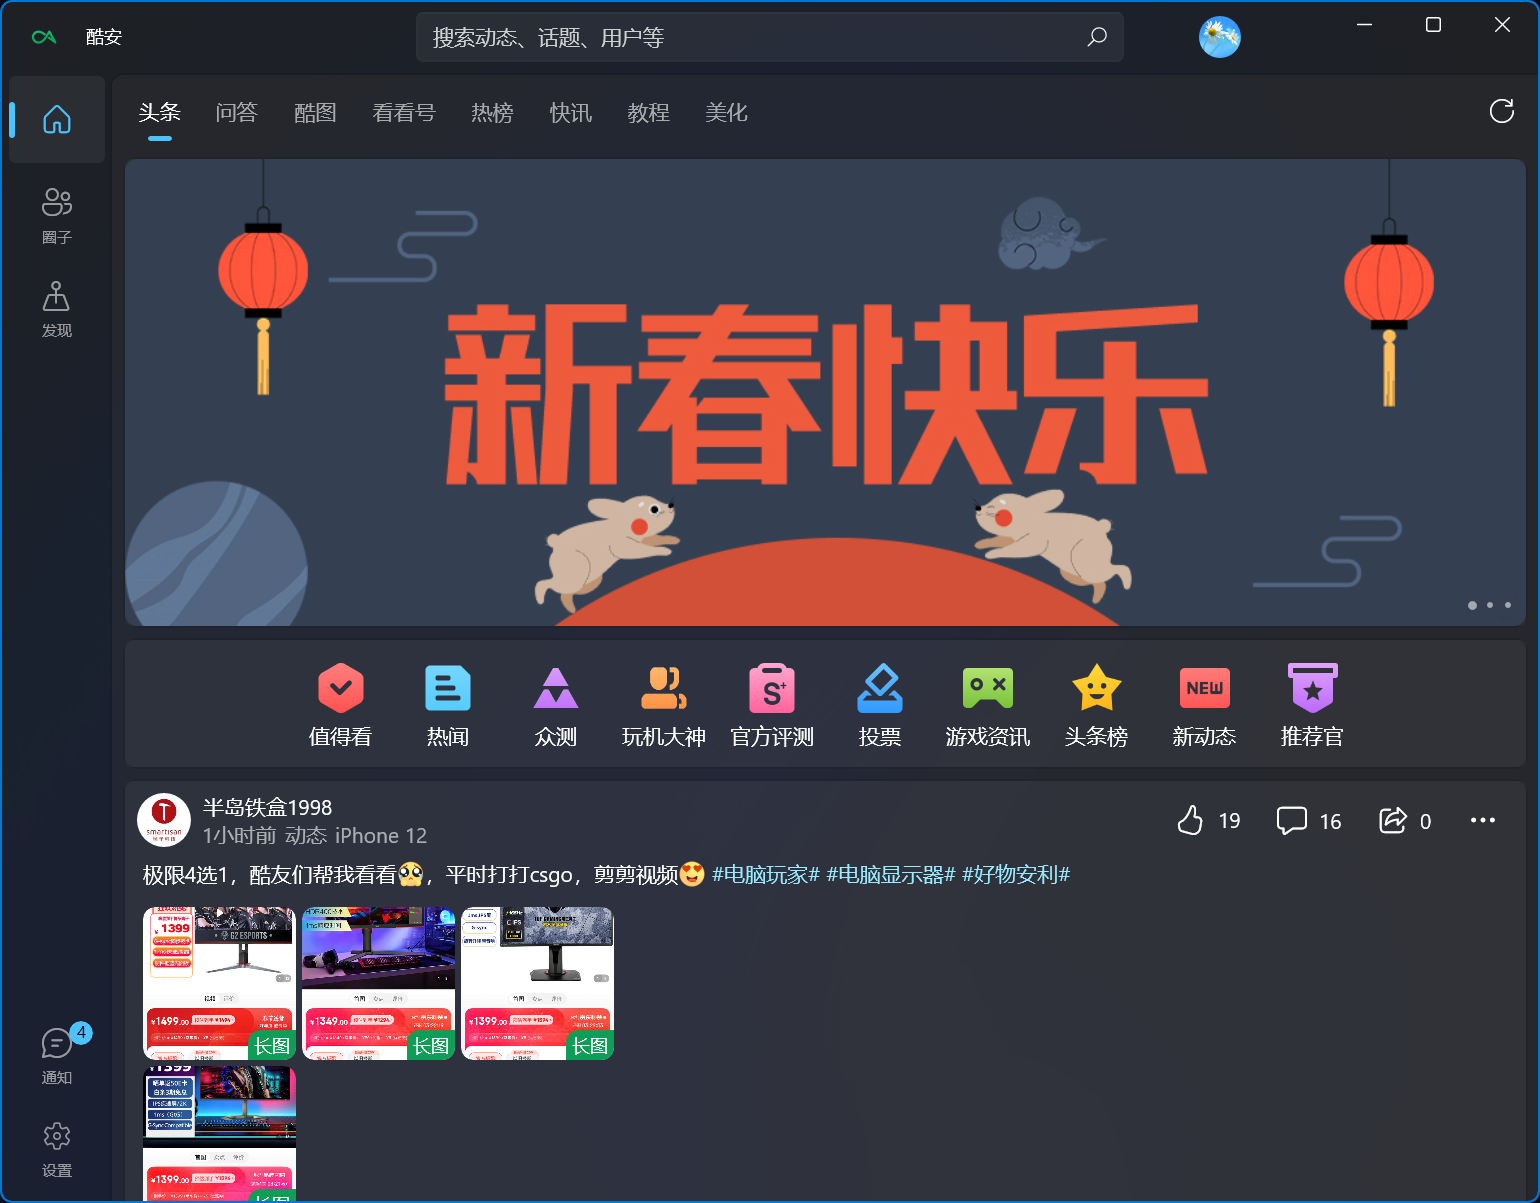 酷安
搜索动态、话题、用户等
头条 问答 酷图 看看号 热榜 快讯 教程 美化
圈子
发现
新春快乐
值得看 热闻 众测 玩机大神 官方评测 投票 游戏资讯 头条榜 新动态 推荐官
S+
NEW
半岛铁盒1998
1小时前 动态 iPhone 12
19 16 0
极限4选1，酷友们帮我看看，平时打打csgo，剪剪视频 #电脑玩家# #电脑显示器# #好物安利#
smartisan
¥1399
G2 ESPORTS
¥1499.00
长图
¥1349.00
长图
¥1399.00
长图
¥1399.00
长图
4
通知
设置